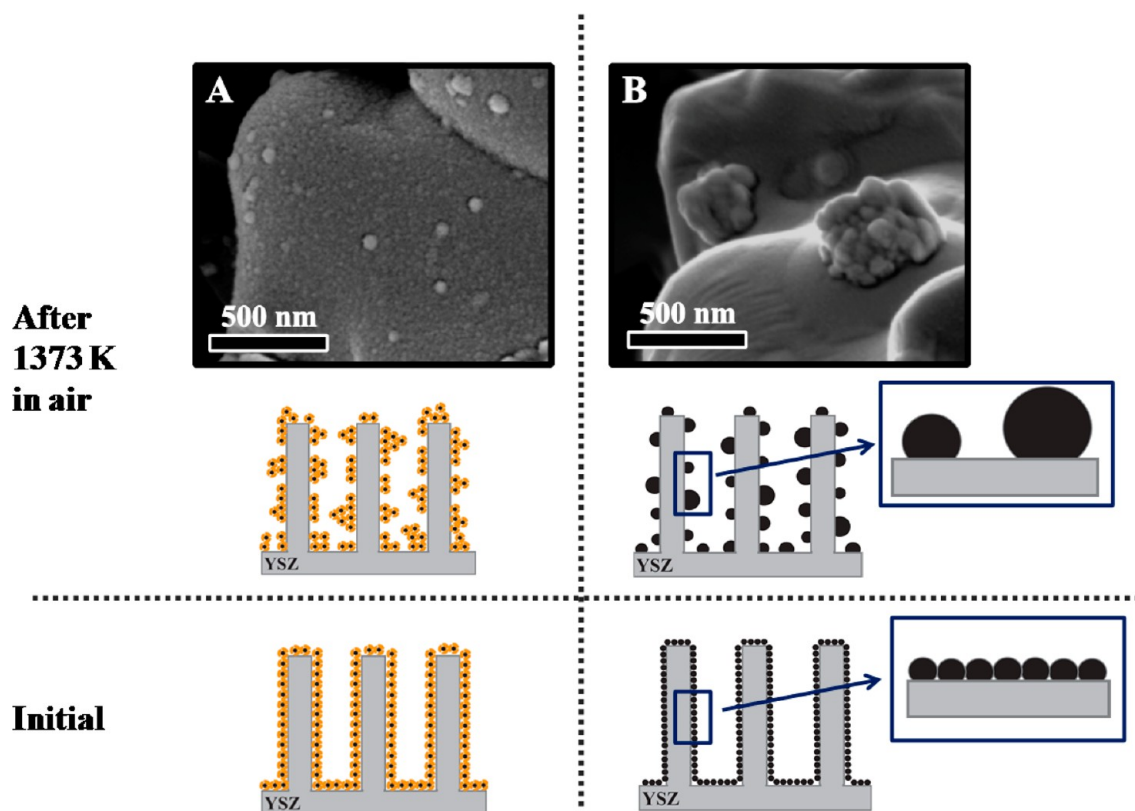 A
B
500 nm
500 nm
After
1373 K
in air
YSZ
YSZ
Initial
YSZ
YSZ